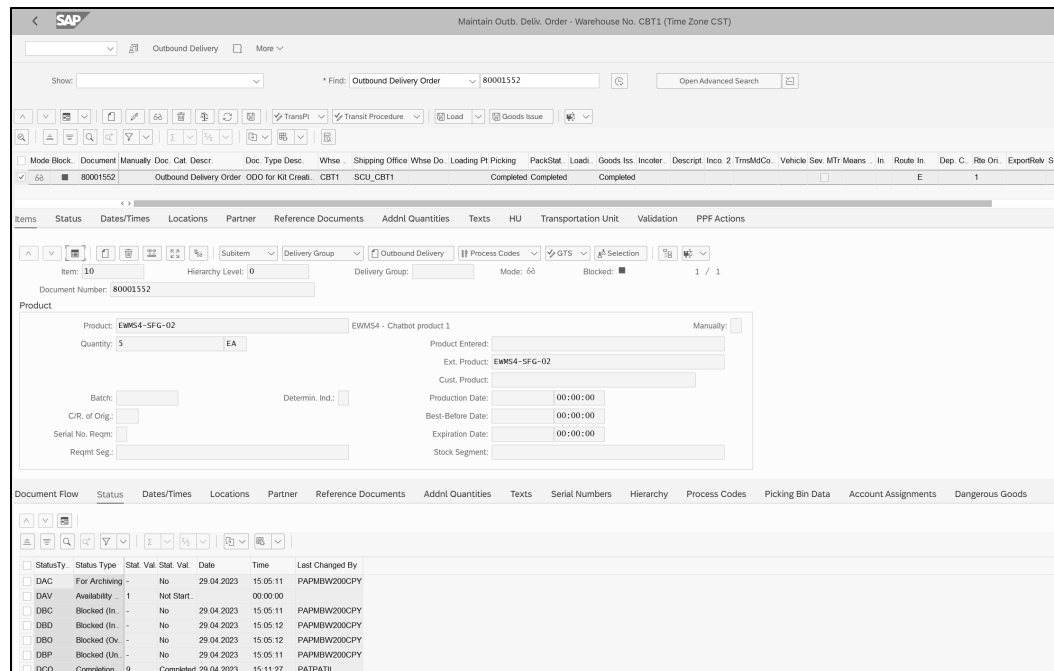 SAP Maintain Outb. Deliv. Order - Warehouse No. CBT1 (Time Zone CST)
Outbound Delivery More
Show: * Find: Outbound Delivery Order 80001552 Open Advanced Search
TransPl Transit Procedure Load Goods Issue
Mode Block.. Document Manually Doc. Cat. Descr. Doc. Type Desc. Whse .. Shipping Office Whse Do.. Loading Pt Picking PackStat.. Loadi.. Goods Iss. Incoter.. Descript. Inco. 2 TrnsMdCo.. Vehicle Sev. MTr Means .. In. Route In. Dep. C.. Rte Ori.. ExportRelv S
80001552 Outbound Delivery Order ODO for Kit Creati.. CBT1 SCU_CBT1 Completed Completed Completed E 1
Items Status Dates/Times Locations Partner Reference Documents Addnl Quantities Texts HU Transportation Unit Validation PPF Actions
Subitem Delivery Group Outbound Delivery Process Codes GTS Selection
Item: 10 Hierarchy Level: 0 Delivery Group: Mode: Blocked: 1 / 1
Document Number: 80001552
Product
Product: EWMS4-SFG-02 EWMS4 - Chatbot product 1 Manually:
Quantity: 5 EA Product Entered:
Ext. Product: EWMS4-SFG-02
Cust. Product:
Batch: Determin. Ind.: Production Date: 00:00:00
C/R. of Orig.: Best-Before Date: 00:00:00
Serial No. Reqm: Expiration Date: 00:00:00
Reqmt Seg.: Stock Segment:
Document Flow Status Dates/Times Locations Partner Reference Documents Addnl Quantities Texts Serial Numbers Hierarchy Process Codes Picking Bin Data Account Assignments Dangerous Goods
StatusTy.. Status Type Stat. Val. Stat. Val. Date Time Last Changed By
DAC For Archiving - No 29.04.2023 15:05:11 PAPMBW200CPY
DAV Availability .. 1 Not Start.. 00:00:00
DBC Blocked (In.. - No 29.04.2023 15:05:11 PAPMBW200CPY
DBD Blocked (In.. - No 29.04.2023 15:05:12 PAPMBW200CPY
DBO Blocked (Ov.. - No 29.04.2023 15:05:12 PAPMBW200CPY
DBP Blocked (Un.. - No 29.04.2023 15:05:11 PAPMBW200CPY
DCO Completion 9 Completed 29.04.2023 15:11:27 PATPATIL